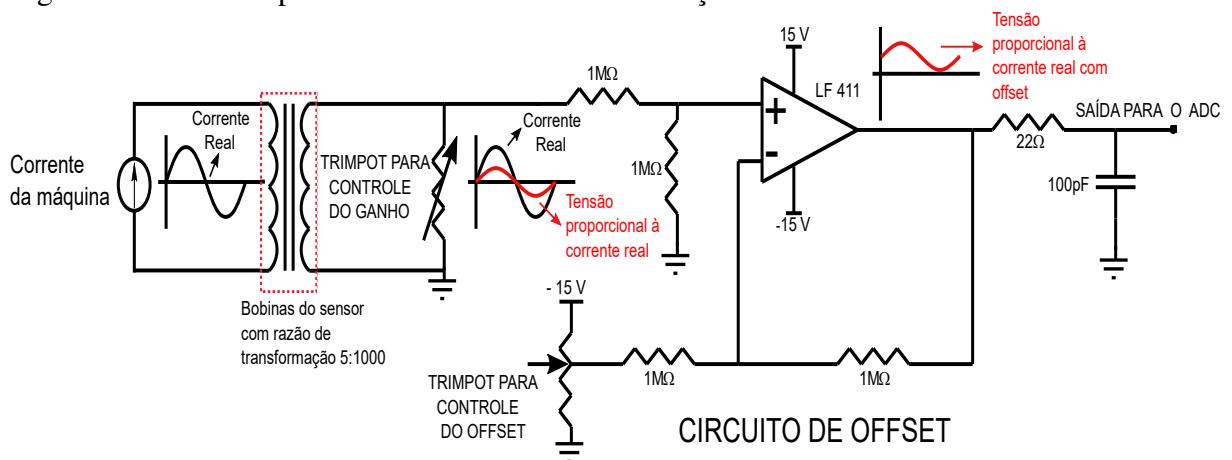 Corrente
da máquina
Corrente
Real
Bobinas do sensor
com razão de
transformação 5:1000
TRIMPOT PARA
CONTROLE
DO GANHO
Corrente
Real
Tensão
proporcional à
corrente real
1MΩ
1MΩ
15 V
LF 411
+
-
-15 V
Tensão
proporcional à
corrente real com
offset
SAÍDA PARA O ADC
22Ω
100pF
- 15 V
TRIMPOT PARA
CONTROLE
DO OFFSET
1MΩ
1MΩ
CIRCUITO DE OFFSET